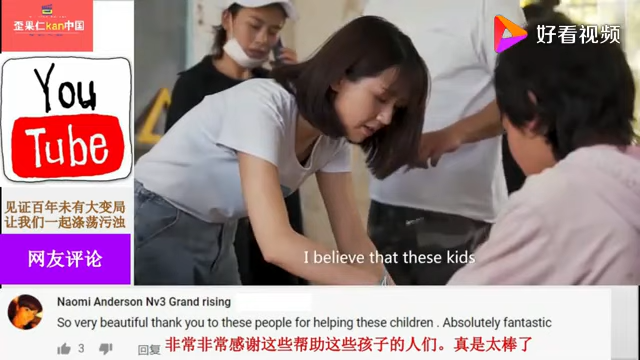 歪果仁kan中国
好看视频
You
Tube
见证百年未有大变局
让我们一起涤荡污浊
网友评论
I believe that these kids
Naomi Anderson Nv3 Grand rising
So very beautiful thank you to these people for helping these children . Absolutely fantastic
3 回复 非常非常感谢这些帮助这些孩子的人们。真是太棒了